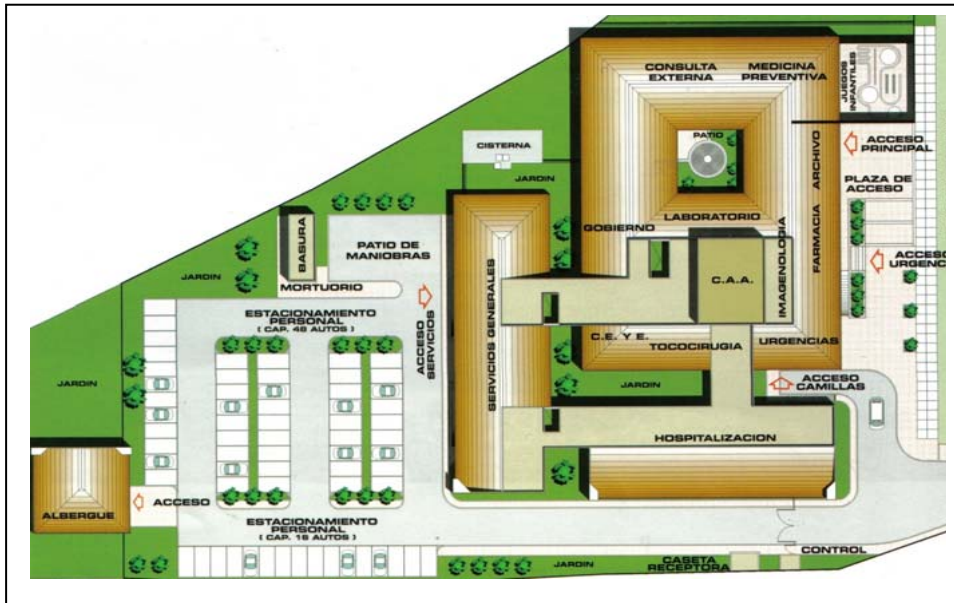 CONSULTA
EXTERNA
MEDICINA
PREVENTIVA
JUEGOS
INFANTILES
PATIO
ARCHIVO
ACCESO
PRINCIPAL
CISTERNA
JARDIN
PLAZA DE
ACCESO
LABORATORIO
GOBIERNO
FARMACIA
IMAGENOLOGIA
BASURA
PATIO DE
MANIOBRAS
ACCESO
URGENC
JARDIN
MORTUORIO
C.A.A.
SERVICIOS GENERALES
ESTACIONAMIENTO
PERSONAL
( CAP. 48 AUTOS )
ACCESO
SERVICIOS
C.E. Y E.
TOCOCIRUGIA
URGENCIAS
JARDIN
JARDIN
ACCESO
CAMILLAS
HOSPITALIZACION
ACCESO
ALBERGUE
ESTACIONAMIENTO
PERSONAL
( CAP. 16 AUTOS )
CONTROL
JARDIN
CASETA
RECEPTORA